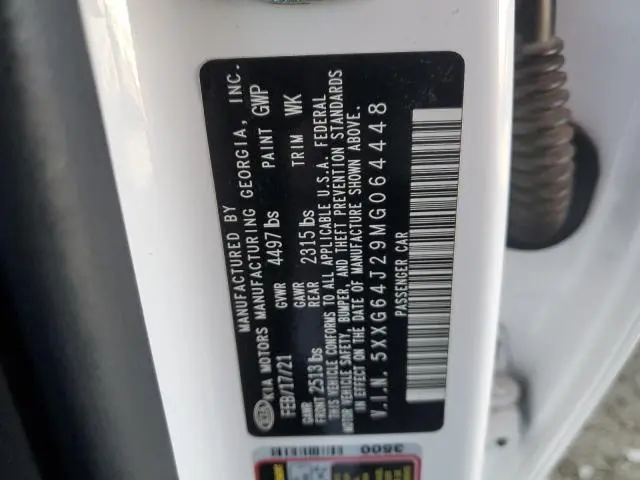 MANUFACTURED BY
KIA MOTORS MANUFACTURING GEORGIA, INC.
FEB/17/21 GVWR 4497 lbs PAINT GWP
GAWR FRONT 2513 lbs GAWR REAR 2315 lbs TRIM WK
THIS VEHICLE CONFORMS TO ALL APPLICABLE U.S.A. FEDERAL
MOTOR VEHICLE SAFETY, BUMPER, AND THEFT PREVENTION STANDARDS
IN EFFECT ON THE DATE OF MANUFACTURE SHOWN ABOVE.
V.I.N. 5XXG64J29MG064448
PASSENGER CAR
3500